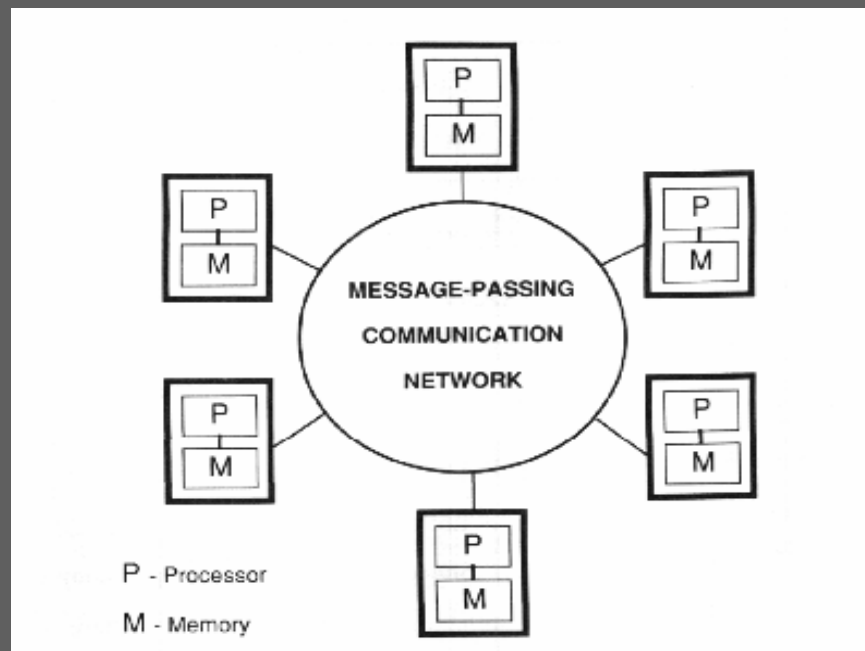 P
M
P
M
P
M
MESSAGE-PASSING
COMMUNICATION
NETWORK
P
M
P
M
P
M
P - Processor
M - Memory